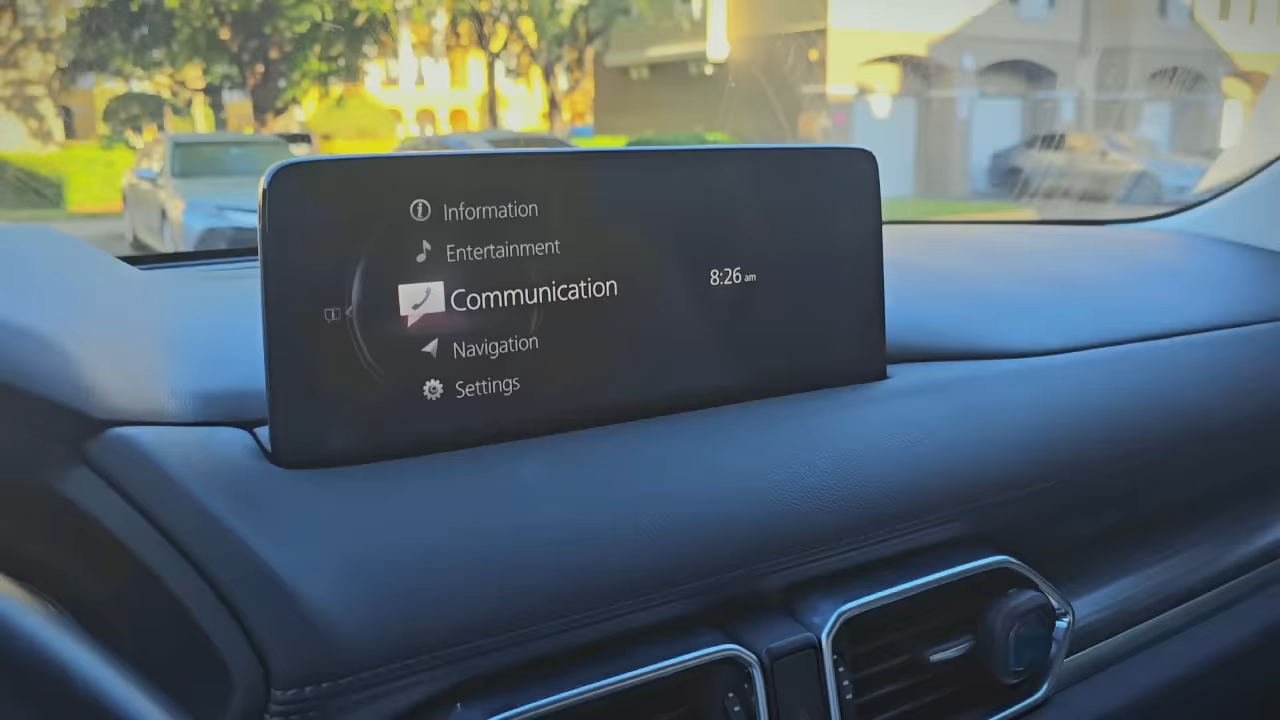 Information
Entertainment
Communication
8:26 am
Navigation
Settings